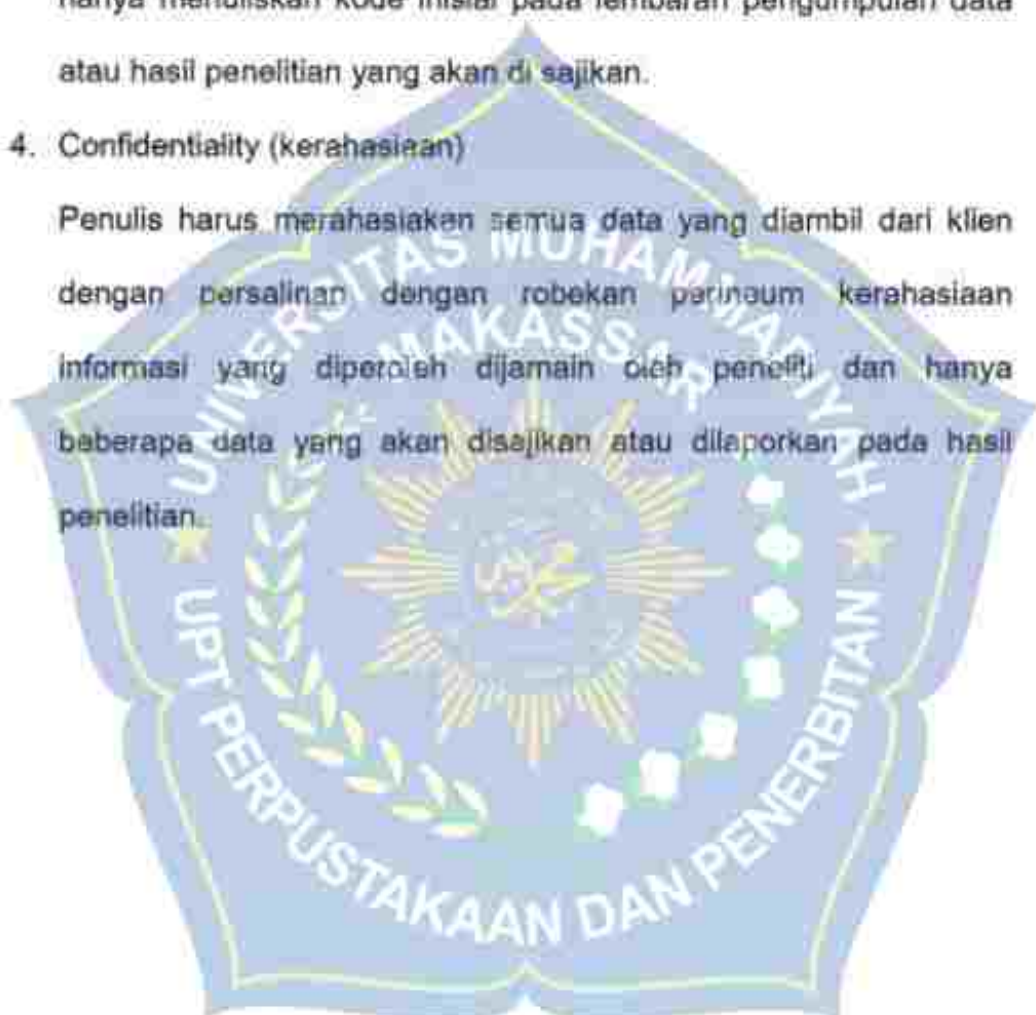 hanya menuliskan kode inisial pada lembaran pengumpulan data
atau hasil penelitian yang akan di sajikan.
4. Confidentiality (kerahasiaan)
Penulis harus merahasiakan semua data yang diambil dari klien
dengan persalinan dengan robekan perineum kerahasiaan
informasi yang diperoleh dijamain oleh peneliti dan hanya
beberapa data yang akan disajikan atau dilaporkan pada hasil
penelitian.
UNIVERSITAS MUHAMMADIYAH
MAKASSAR
UPT PERPUSTAKAAN DAN PENERBITAN